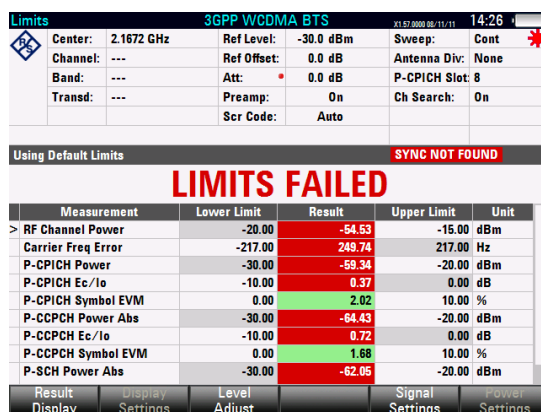 Limits 3GPP WCDMA BTS X1.57.0000 08/11/11 14:26
Center: 2.1672 GHz Ref Level: -30.0 dBm Sweep: Cont
Channel: --- Ref Offset: 0.0 dB Antenna Div: None
Band: --- Att: 0.0 dB P-CPICH Slot: 8
Transd: --- Preamp: On Ch Search: On
Scr Code: Auto
Using Default Limits SYNC NOT FOUND
LIMITS FAILED
Measurement Lower Limit Result Upper Limit Unit
> RF Channel Power -20.00 -54.53 -15.00 dBm
Carrier Freq Error -217.00 249.74 217.00 Hz
P-CPICH Power -30.00 -59.34 -20.00 dBm
P-CPICH Ec/Io -10.00 0.37 0.00 dB
P-CPICH Symbol EVM 0.00 2.02 10.00 %
P-CCPCH Power Abs -30.00 -64.43 -20.00 dBm
P-CCPCH Ec/Io -10.00 0.72 0.00 dB
P-CCPCH Symbol EVM 0.00 1.68 10.00 %
P-SCH Power Abs -30.00 -62.05 -20.00 dBm
Result Display Level Signal Power
Display Settings Adjust Settings Settings